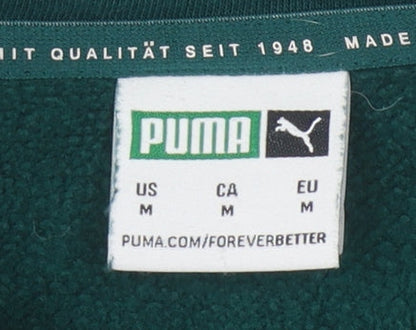 MIT QUALITÄT SEIT 1948 MADE
PUMA
US CA EU
M M M
PUMA.COM/FOREVERBETTER